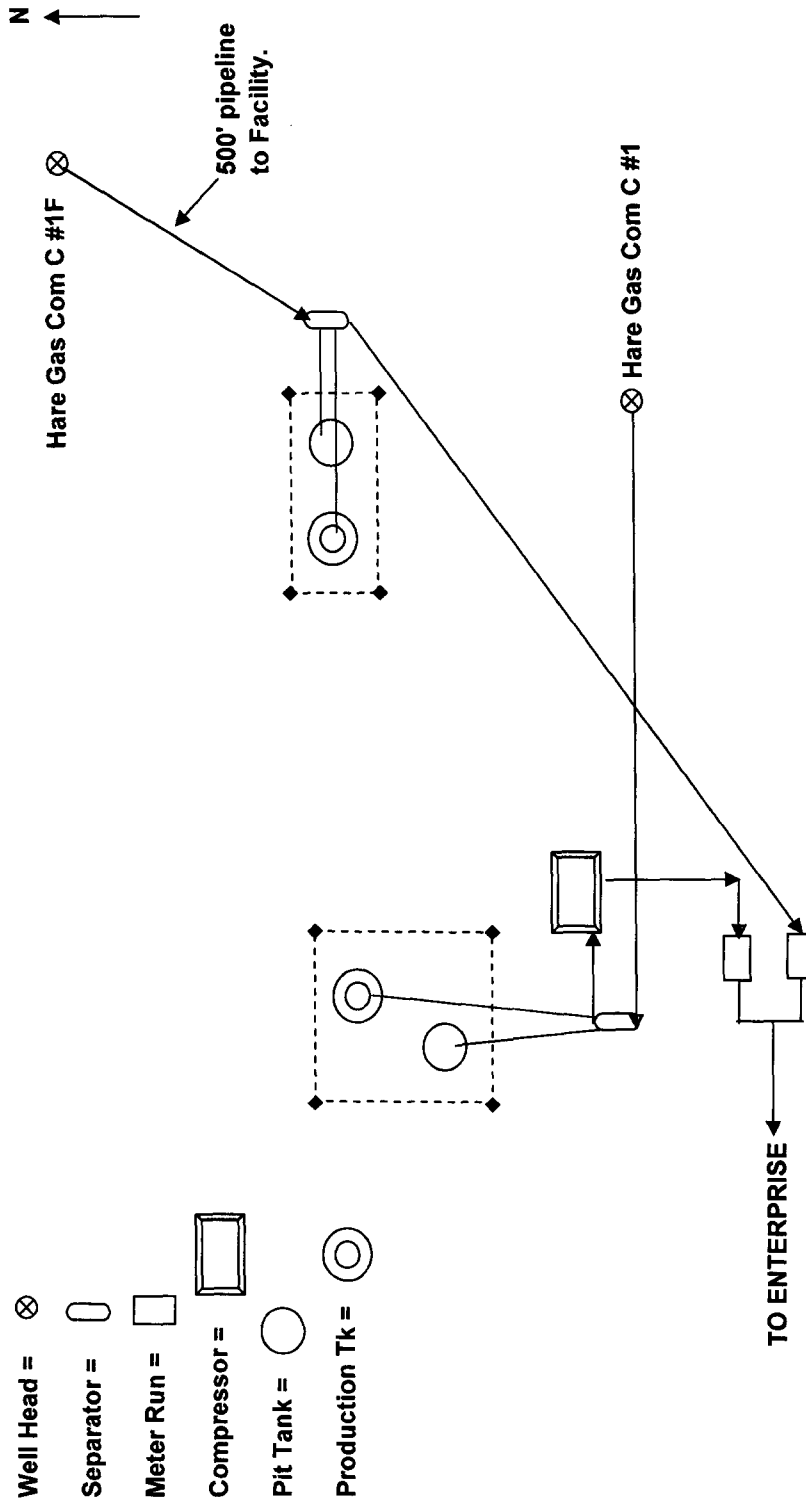 Well Head =
Separator =
Meter Run =
Compressor =
Pit Tank =
Production Tk =
N
Hare Gas Com C #1F
500' pipeline
to Facility.
Hare Gas Com C #1
TO ENTERPRISE